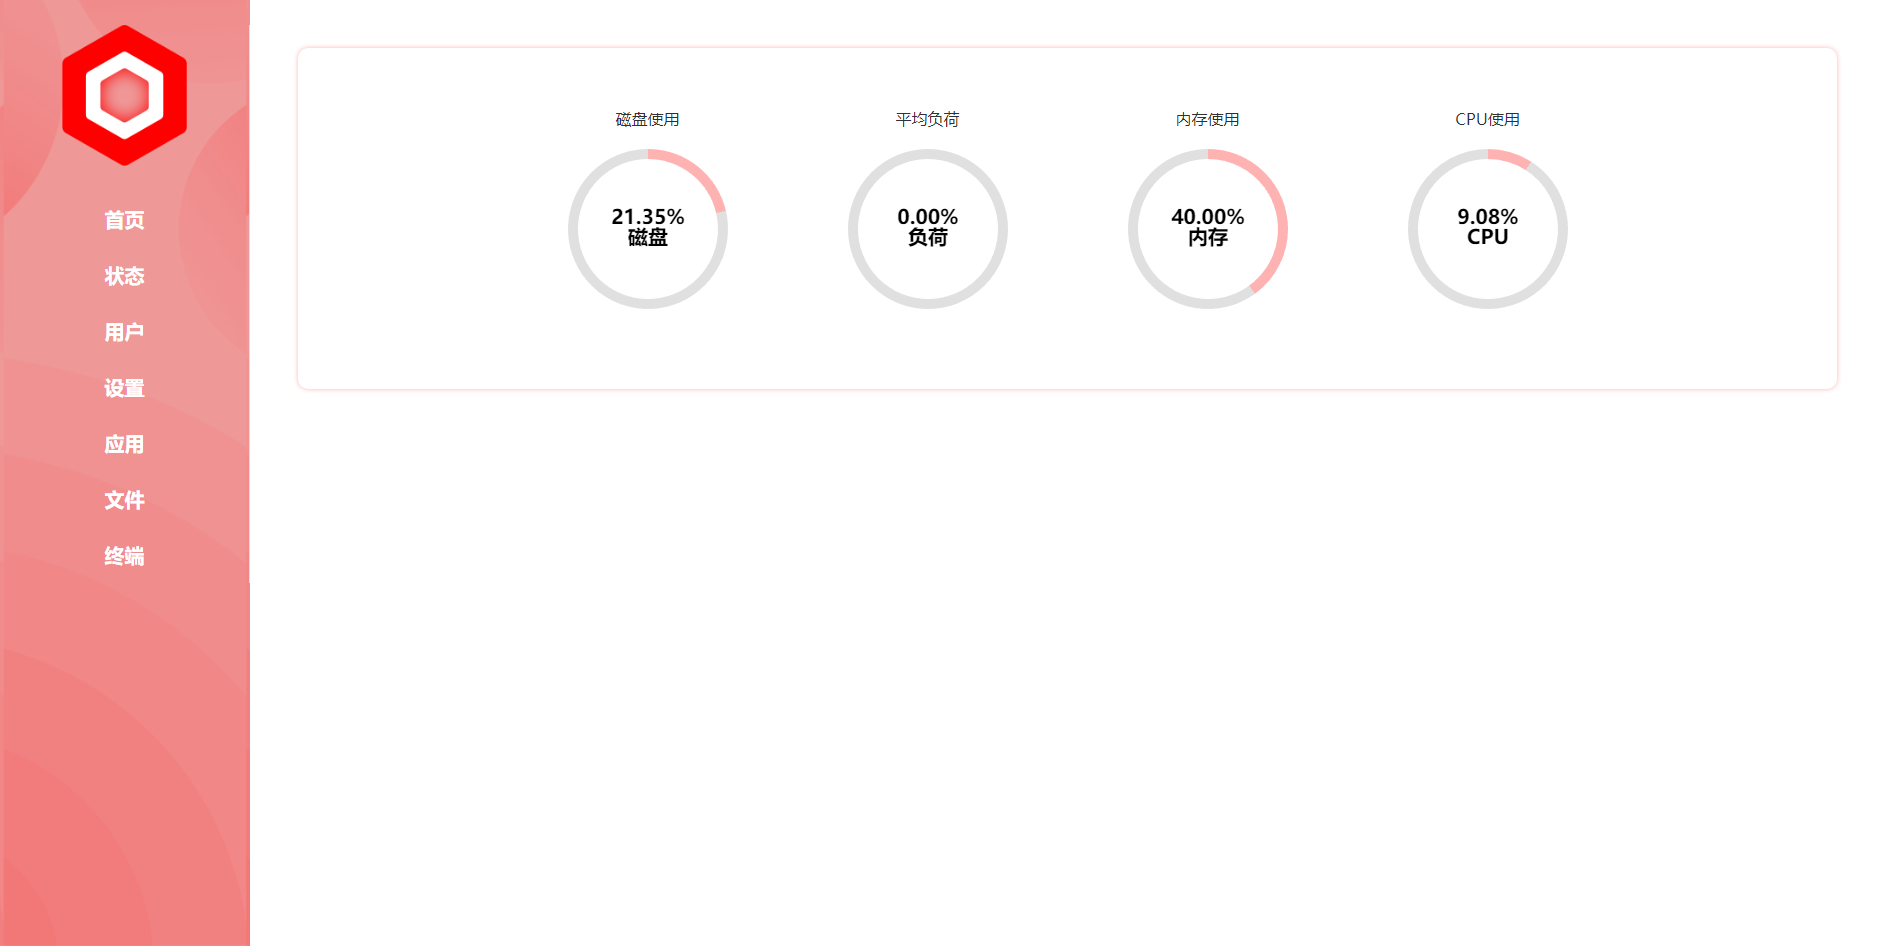 首页
状态
用户
设置
应用
文件
终端
磁盘使用
21.35%
磁盘
平均负荷
0.00%
负荷
内存使用
40.00%
内存
CPU使用
9.08%
CPU